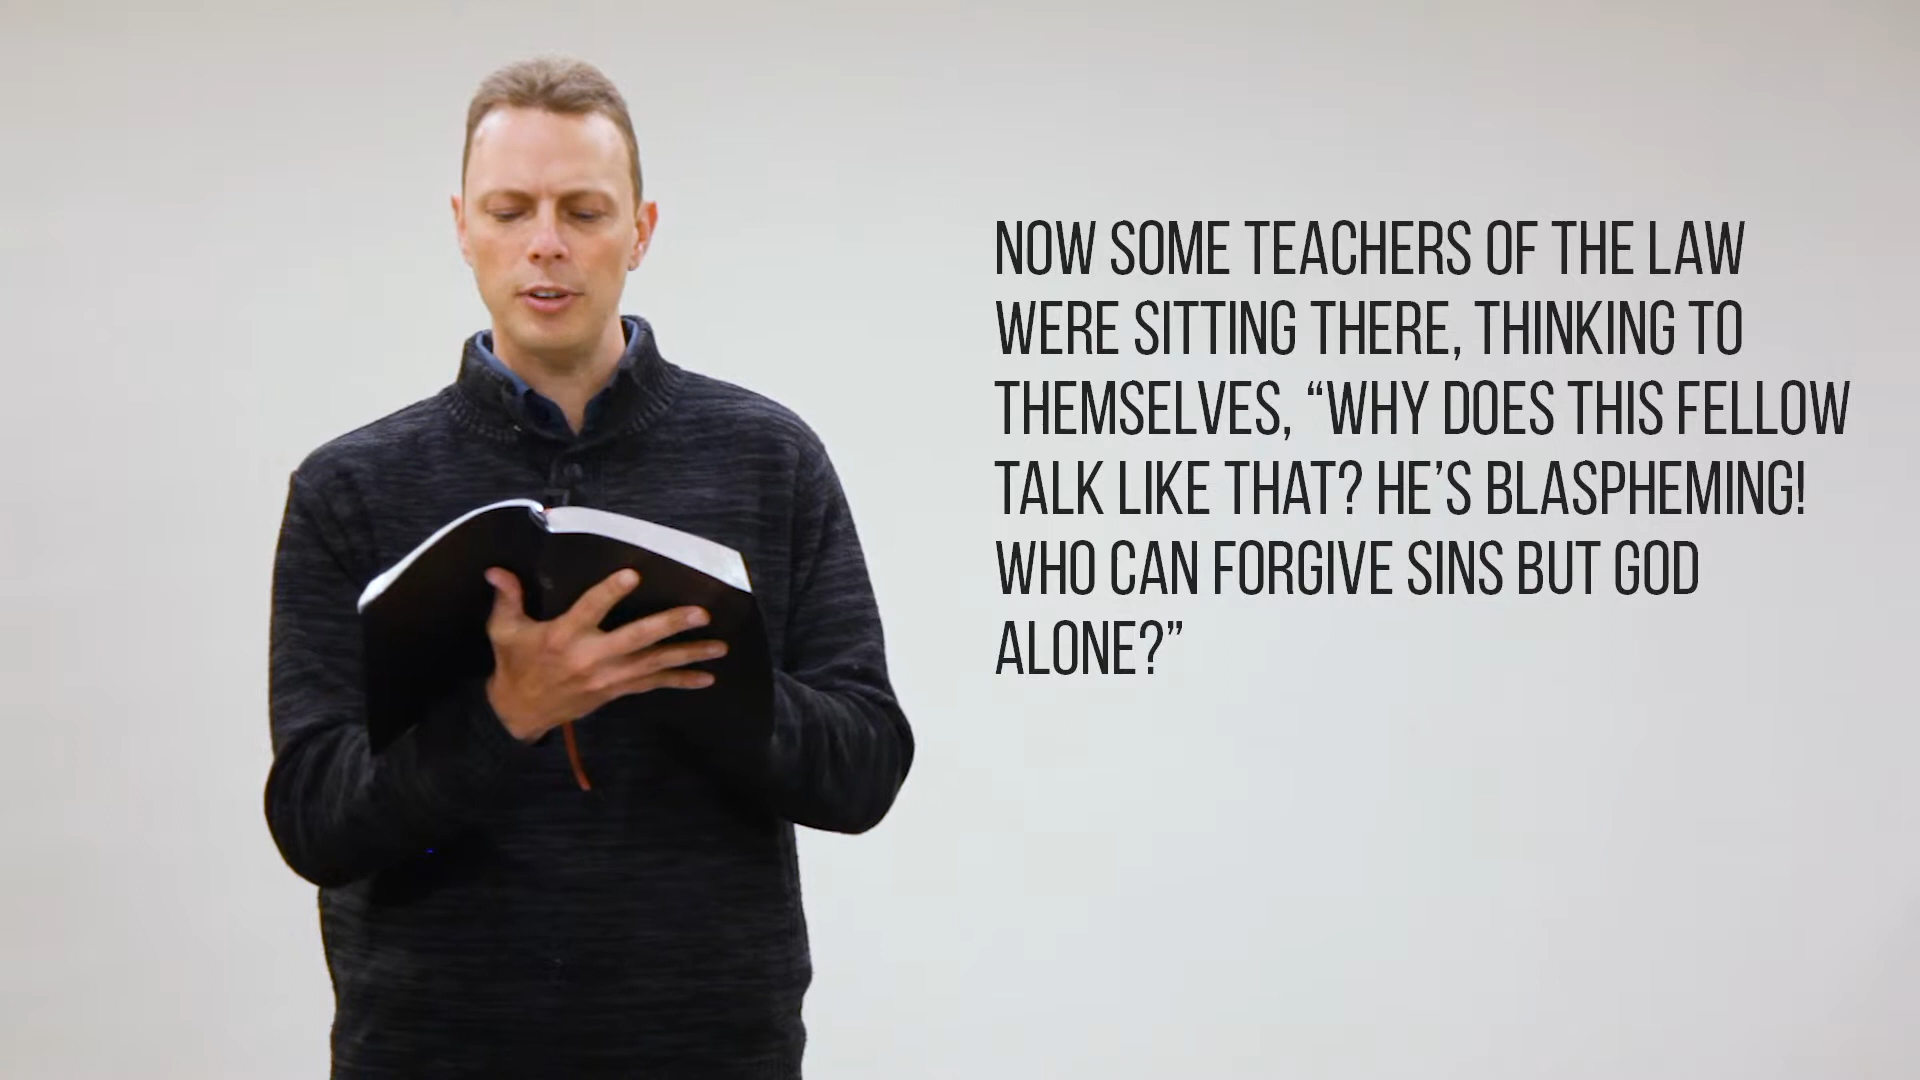 NOW SOME TEACHERS OF THE LAW
WERE SITTING THERE, THINKING TO
THEMSELVES, “WHY DOES THIS FELLOW
TALK LIKE THAT? HE’S BLASPHEMING!
WHO CAN FORGIVE SINS BUT GOD
ALONE?”